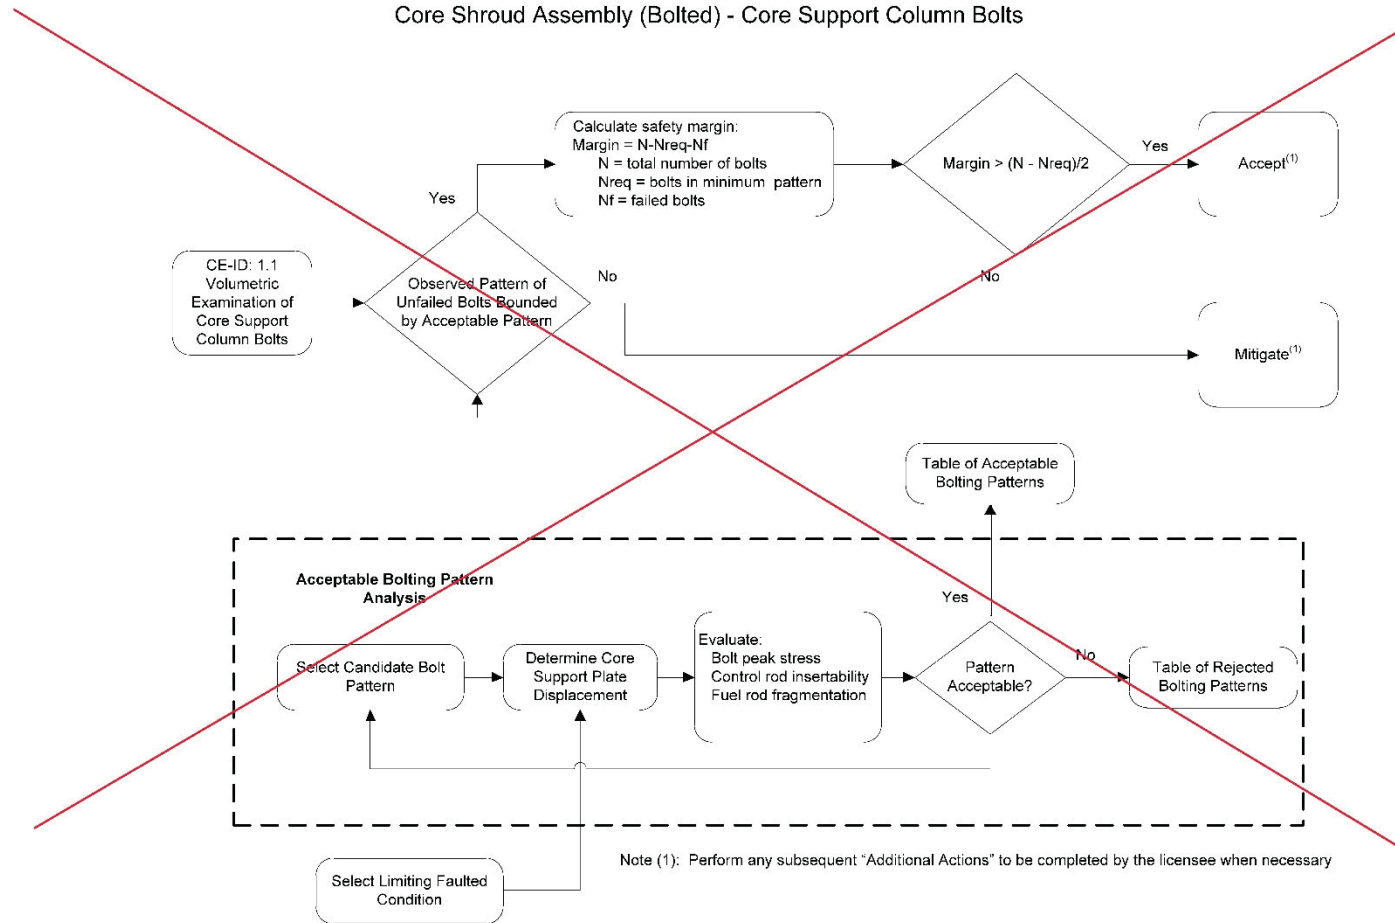 Core Shroud Assembly (Bolted) - Core Support Column Bolts
Calculate safety margin:
Margin = N-Nreq-Nf
N = total number of bolts
Nreq = bolts in minimum pattern
Nf = failed bolts
Margin > (N - Nreq)/2
Yes
Accept(1)
Yes
CE-ID: 1.1
Volumetric
Examination of
Core Support
Column Bolts
Observed Pattern of
Unfailed Bolts Bounded
by Acceptable Pattern
No
No
Mitigate(1)
Table of Acceptable
Bolting Patterns
Acceptable Bolting Pattern
Analysis
Yes
Select Candidate Bolt
Pattern
Determine Core
Support Plate
Displacement
Evaluate:
Bolt peak stress
Control rod insertability
Fuel rod fragmentation
Pattern
Acceptable?
No
Table of Rejected
Bolting Patterns
Note (1): Perform any subsequent “Additional Actions” to be completed by the licensee when necessary
Select Limiting Faulted
Condition